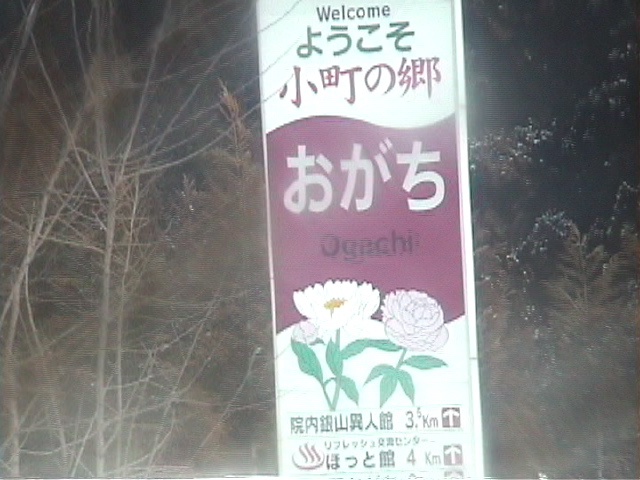 Welcome
ようこそ
小町の郷
おがち
Ogachi
院内銀山異人館 3.5Km
リフレッシュ交流センター
ほっと館 4 Km